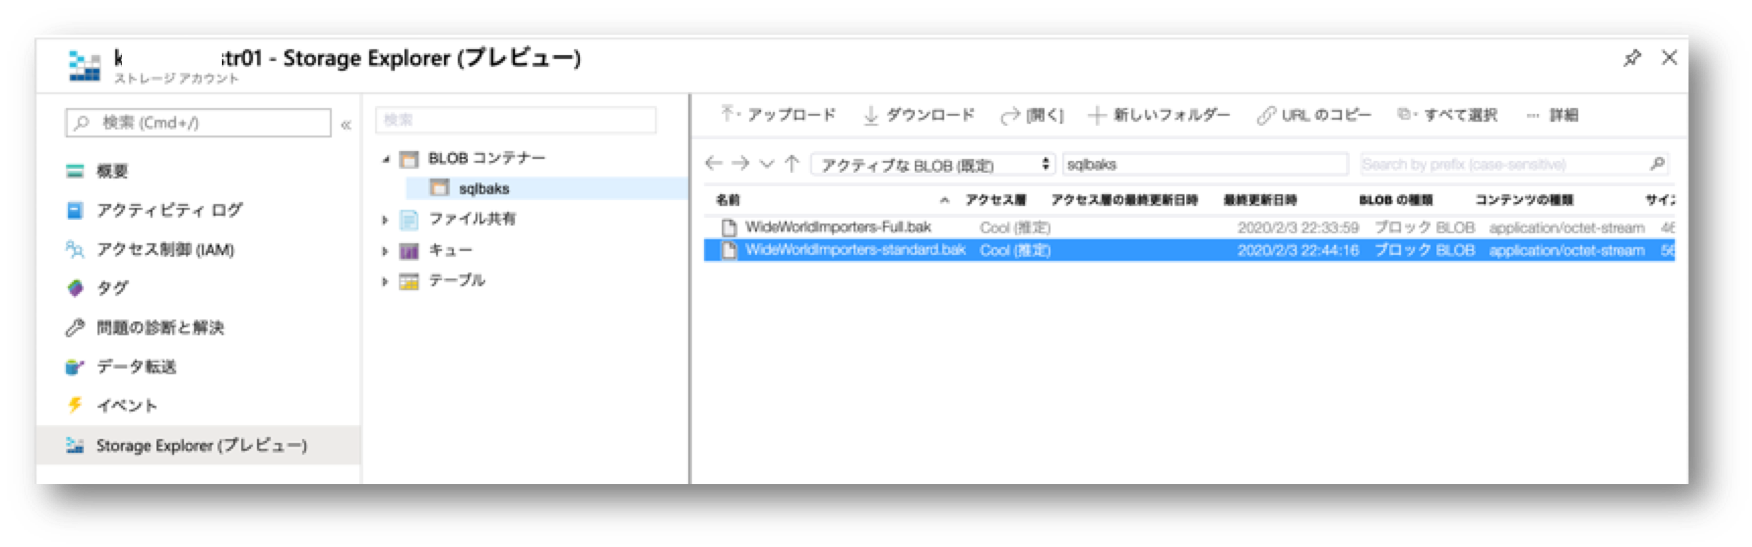 k :tr01 - Storage Explorer (プレビュー)
ストレージ アカウント
検索 (Cmd+/)
«
概要
アクティビティ ログ
アクセス制御 (IAM)
タグ
問題の診断と解決
データ転送
イベント
Storage Explorer (プレビュー)
検索
BLOB コンテナー
sqlbaks
ファイル共有
キュー
テーブル
アップロード ダウンロード [開く] 新しいフォルダー URL のコピー すべて選択 ··· 詳細
アクティブな BLOB (既定) sqlbaks Search by prefix (case-sensitive)
名前 アクセス層 アクセス層の最終更新日時 最終更新日時 BLOB の種類 コンテンツの種類 サイズ
WideWorldImporters-Full.bak Cool (推定) 2020/2/3 22:33:59 ブロック BLOB application/octet-stream 46
WideWorldImporters-standard.bak Cool (推定) 2020/2/3 22:44:16 ブロック BLOB application/octet-stream 56